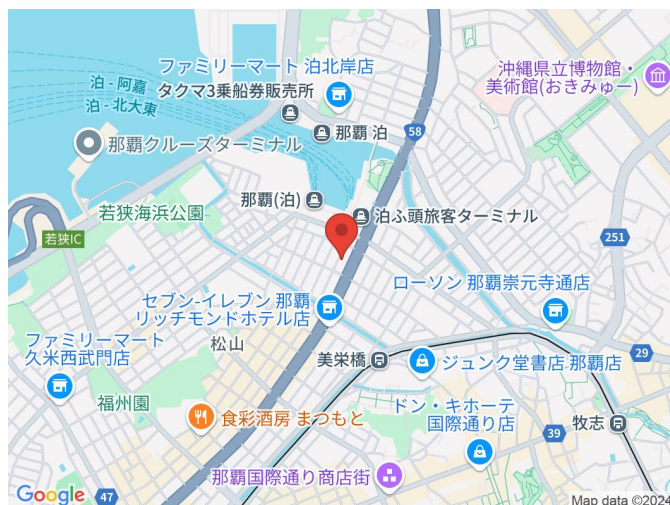 ファミリーマート 泊北岸店
タクマ3乗船券販売所
沖縄県立博物館・
美術館(おきみゅー)
泊 - 阿嘉
泊 - 北大東
那覇 泊
58
那覇クルーズターミナル
那覇(泊)
若狭海浜公園
泊ふ頭旅客ターミナル
若狭IC
251
セブン-イレブン 那覇
リッチモンドホテル店
ローソン 那覇崇元寺通店
ファミリーマート
久米西武門店
松山
美栄橋
ジュンク堂書店 那覇店
29
福州園
食彩酒房 まつもと
ドン・キホーテ
国際通り店
牧志
39
那覇国際通り商店街
47
Google
Map data ©2024